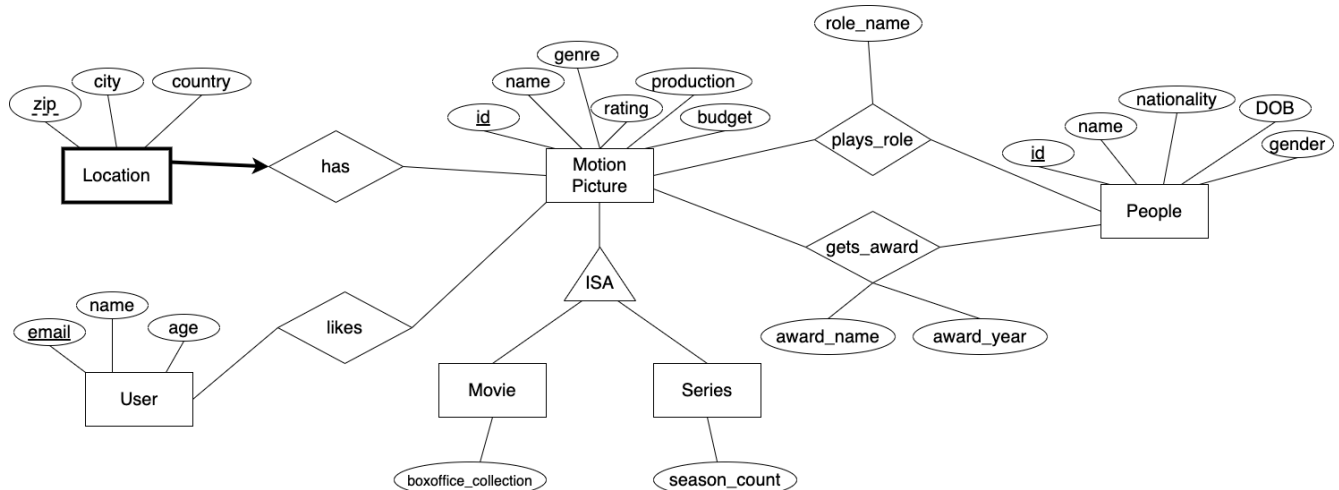 role_name
genre
city
country
name
production
nationality
zip
rating
DOB
id
budget
name
gender
plays_role
id
Location
has
Motion
Picture
People
gets_award
ISA
name
email
age
likes
award_name
award_year
User
Movie
Series
boxoffice_collection
season_count